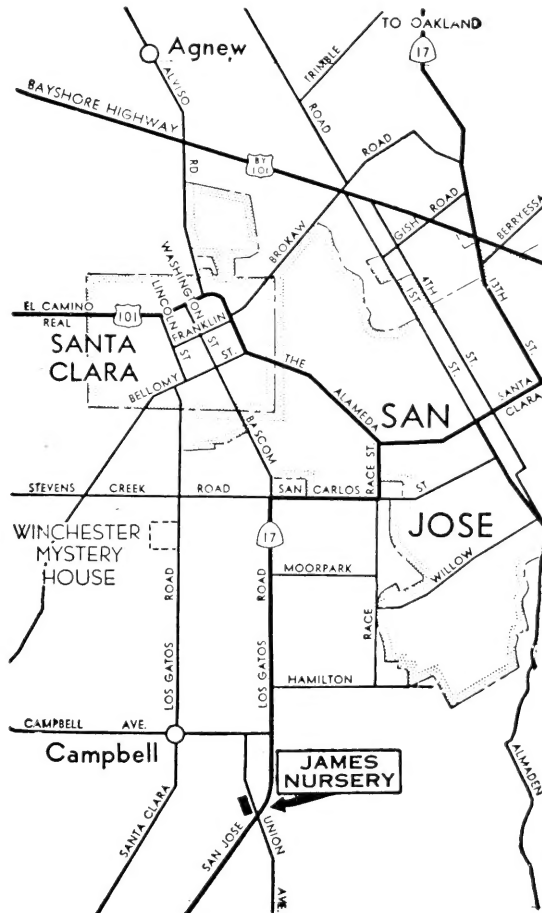 TO OAKLAND
17
Agnew
ALVISO
RD
TRIMBLE
ROAD
BAYSHORE HIGHWAY
BY
101
ROAD
GISH ROAD
BERRYESSA
BROKAW
WASHINGTON
ST.
LINCOLN
ST
FRANKLIN
EL CAMINO
REAL
101
SANTA
CLARA
BELLOMY
ST.
1ST
ST
4TH
ST
13TH
ST.
THE
ALAMEDA
SAN
SANTA
CLARA
BASCOM
RACE ST
STEVENS CREEK ROAD
SAN CARLOS
ST
WINCHESTER
MYSTERY
HOUSE
17
JOSE
WILLOW
MOORPARK
ROAD
ROAD
RACE
LOS GATOS
LOS GATOS
HAMILTON
CAMPBELL AVE.
Campbell
JAMES
NURSERY
ALMADEN
SANTA CLARA
SAN JOSE
UNION
AVE.